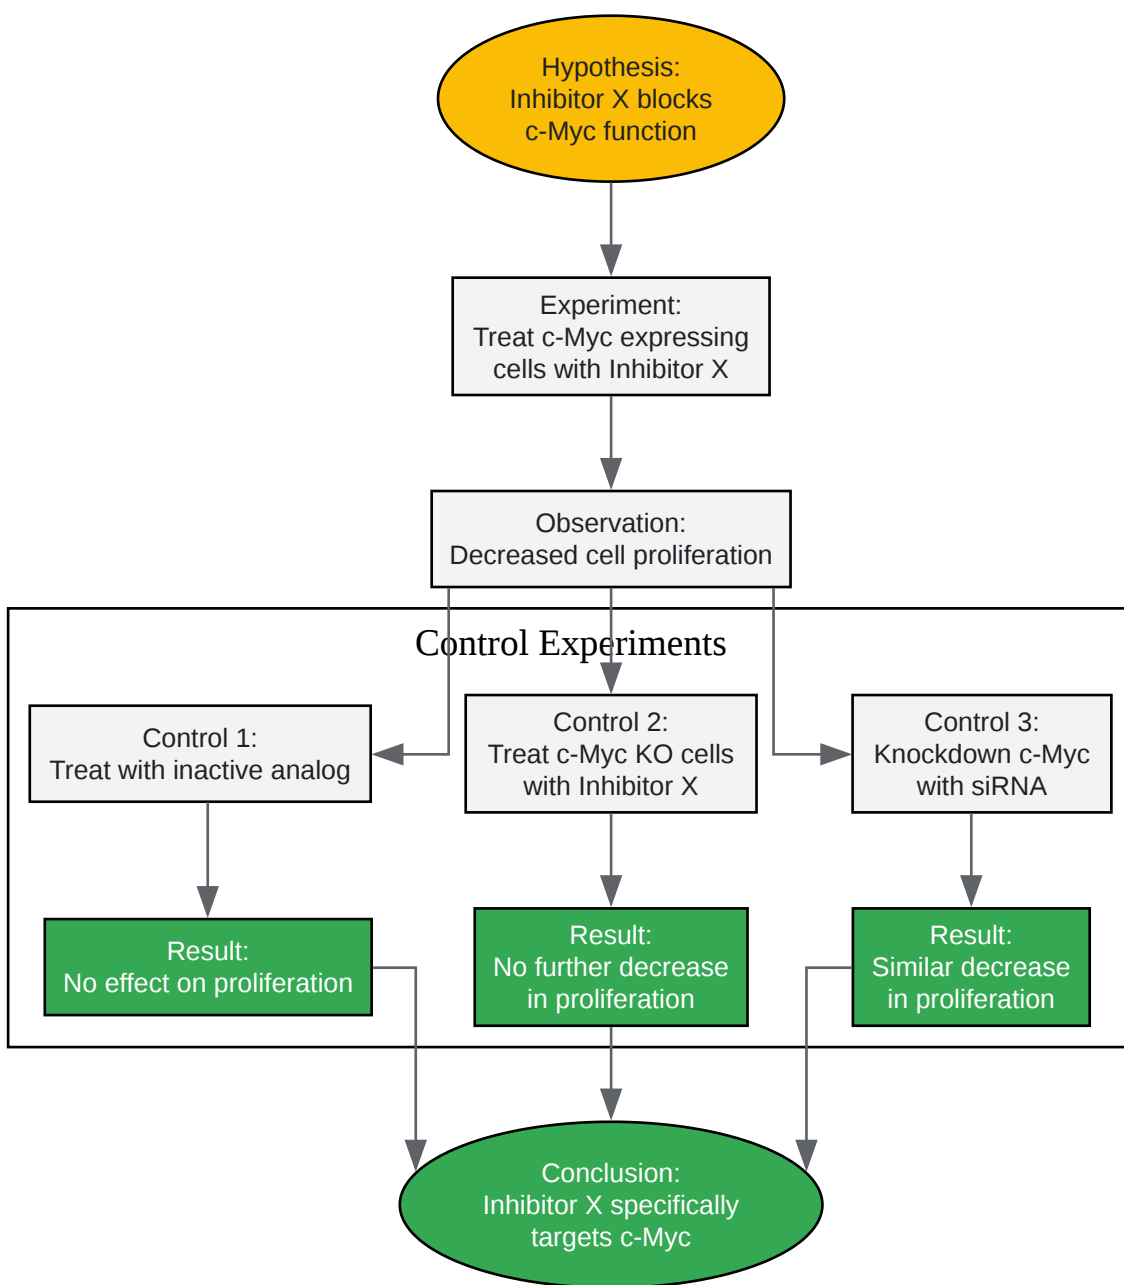 Hypothesis:
Inhibitor X blocks
c-Myc function
Experiment:
Treat c-Myc expressing
cells with Inhibitor X
Observation:
Decreased cell proliferation
Control Experiments
Control 1:
Treat with inactive analog
Control 2:
Treat c-Myc KO cells
with Inhibitor X
Control 3:
Knockdown c-Myc
with siRNA
Result:
No effect on proliferation
Result:
No further decrease
in proliferation
Result:
Similar decrease
in proliferation
Conclusion:
Inhibitor X specifically
targets c-Myc